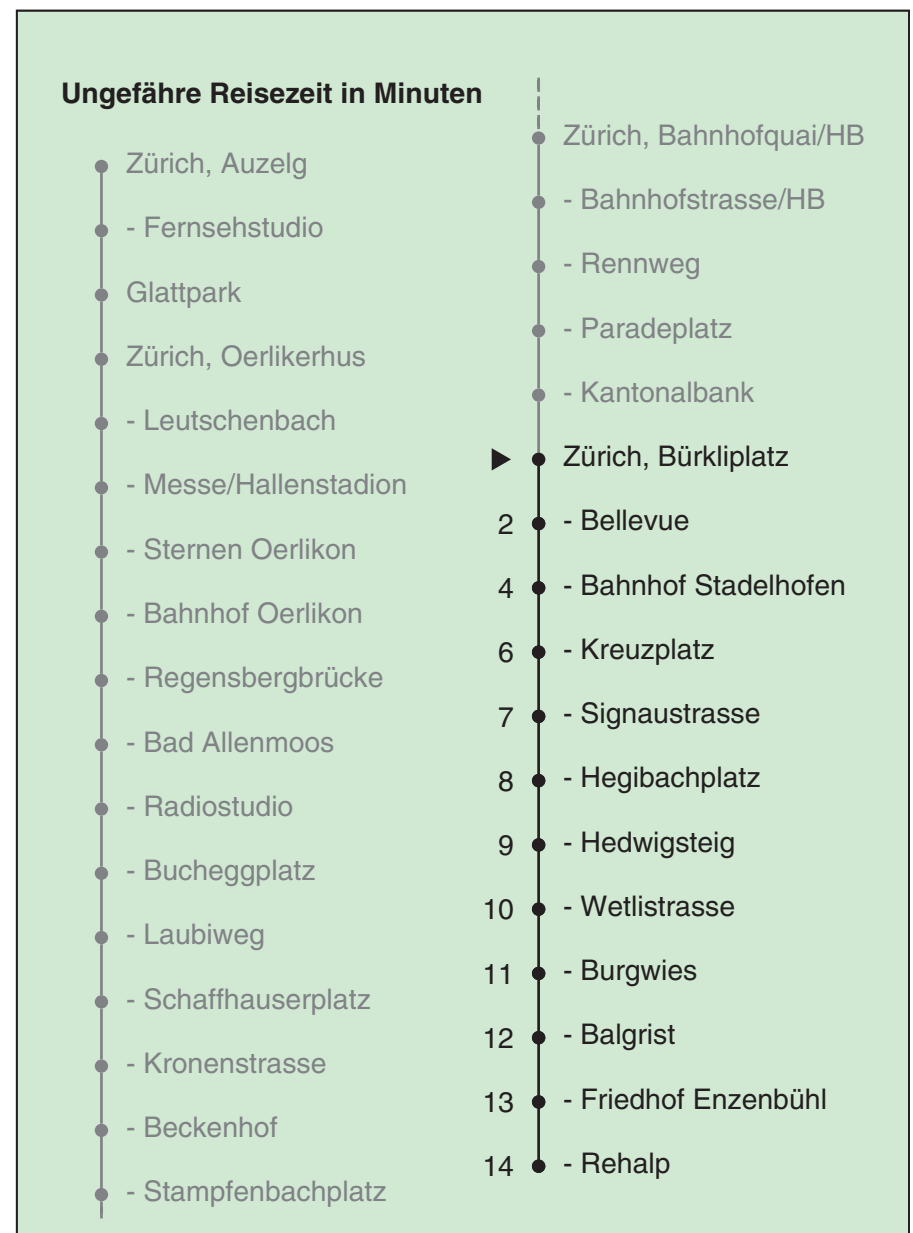 Ungefähre Reisezeit in Minuten
Zürich, Auzelg
- Fernsehstudio
Glattpark
Zürich, Oerlikerhus
- Leutschenbach
- Messe/Hallenstadion
- Sternen Oerlikon
- Bahnhof Oerlikon
- Regensbergbrücke
- Bad Allenmoos
- Radiostudio
- Bucheggplatz
- Laubiweg
- Schaffhauserplatz
- Kronenstrasse
- Beckenhof
- Stampfenbachplatz
Zürich, Bahnhofquai/HB
- Bahnhofstrasse/HB
- Rennweg
- Paradeplatz
- Kantonalbank
Zürich, Bürkliplatz
2 - Bellevue
4 - Bahnhof Stadelhofen
6 - Kreuzplatz
7 - Signaustrasse
8 - Hegibachplatz
9 - Hedwigsteig
10 - Wetlistrasse
11 - Burgwies
12 - Balgrist
13 - Friedhof Enzenbühl
14 - Rehalp